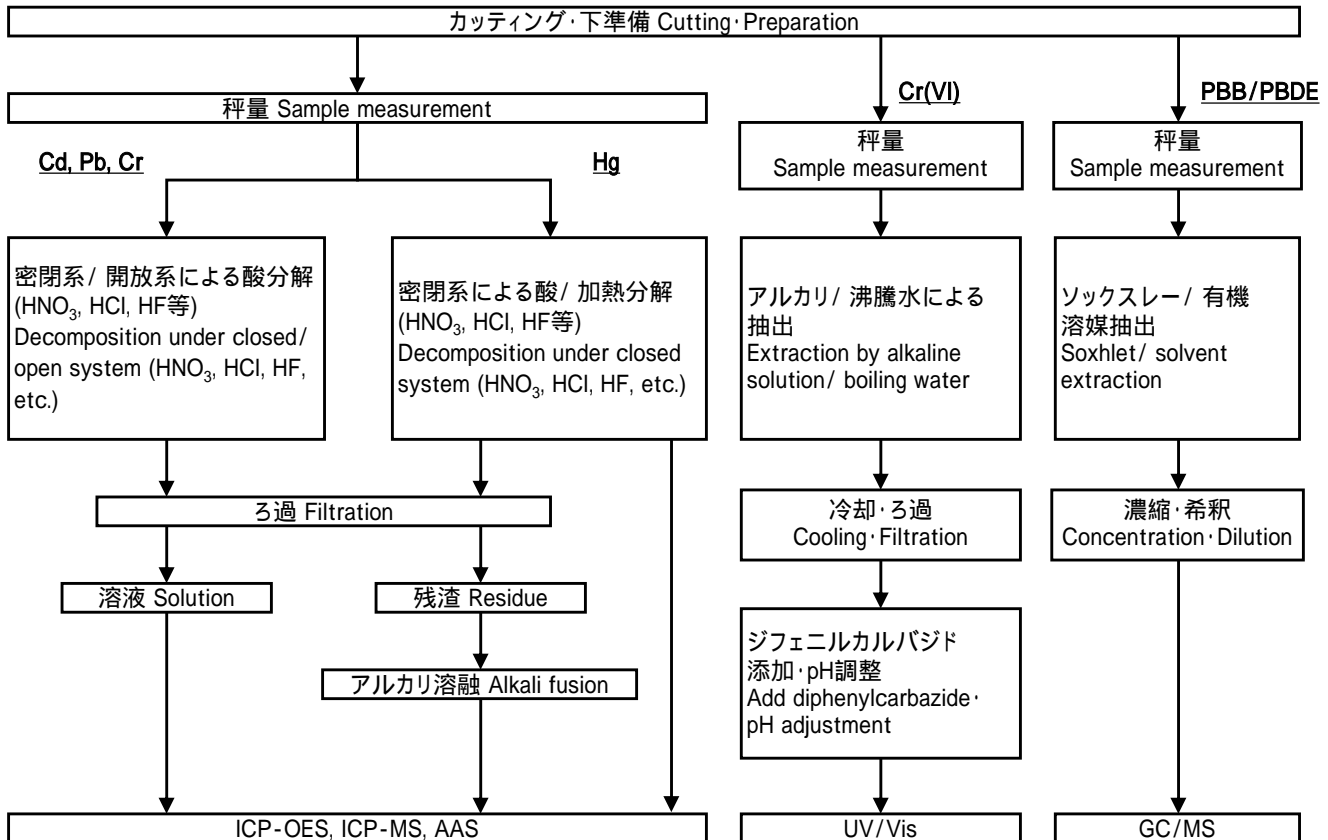 カッティング･下準備 Cutting･Preparation
秤量 Sample measurement
Cd, Pb, Cr
Hg
密閉系/ 開放系による酸分解
(HNO₃, HCl, HF等)
Decomposition under closed/
open system (HNO₃, HCl, HF,
etc.)
密閉系による酸/ 加熱分解
(HNO₃, HCl, HF等)
Decomposition under closed
system (HNO₃, HCl, HF, etc.)
ろ過 Filtration
溶液 Solution
残渣 Residue
アルカリ溶融 Alkali fusion
ICP-OES, ICP-MS, AAS
Cr(VI)
秤量
Sample measurement
アルカリ/ 沸騰水による
抽出
Extraction by alkaline
solution/ boiling water
冷却･ろ過
Cooling･Filtration
ジフェニルカルバジド
添加･pH調整
Add diphenylcarbazide･
pH adjustment
UV/Vis
PBB/PBDE
秤量
Sample measurement
ソックスレー/ 有機
溶媒抽出
Soxhlet/ solvent
extraction
濃縮･希釈
Concentration･Dilution
GC/MS